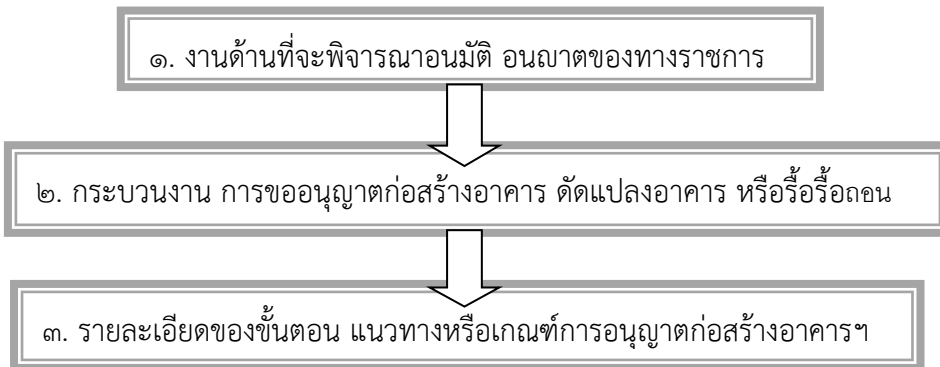 ๑. งานด้านที่จะพิจารณาอนมัติ อนญาตของทางราชการ
๒. กระบวนงาน การขออนุญาตก่อสร้างอาคาร ดัดแปลงอาคาร หรือรื้อรื้อถอน
๓. รายละเอียดของขั้นตอน แนวทางหรือเกณฑ์การอนุญาตก่อสร้างอาคารฯ